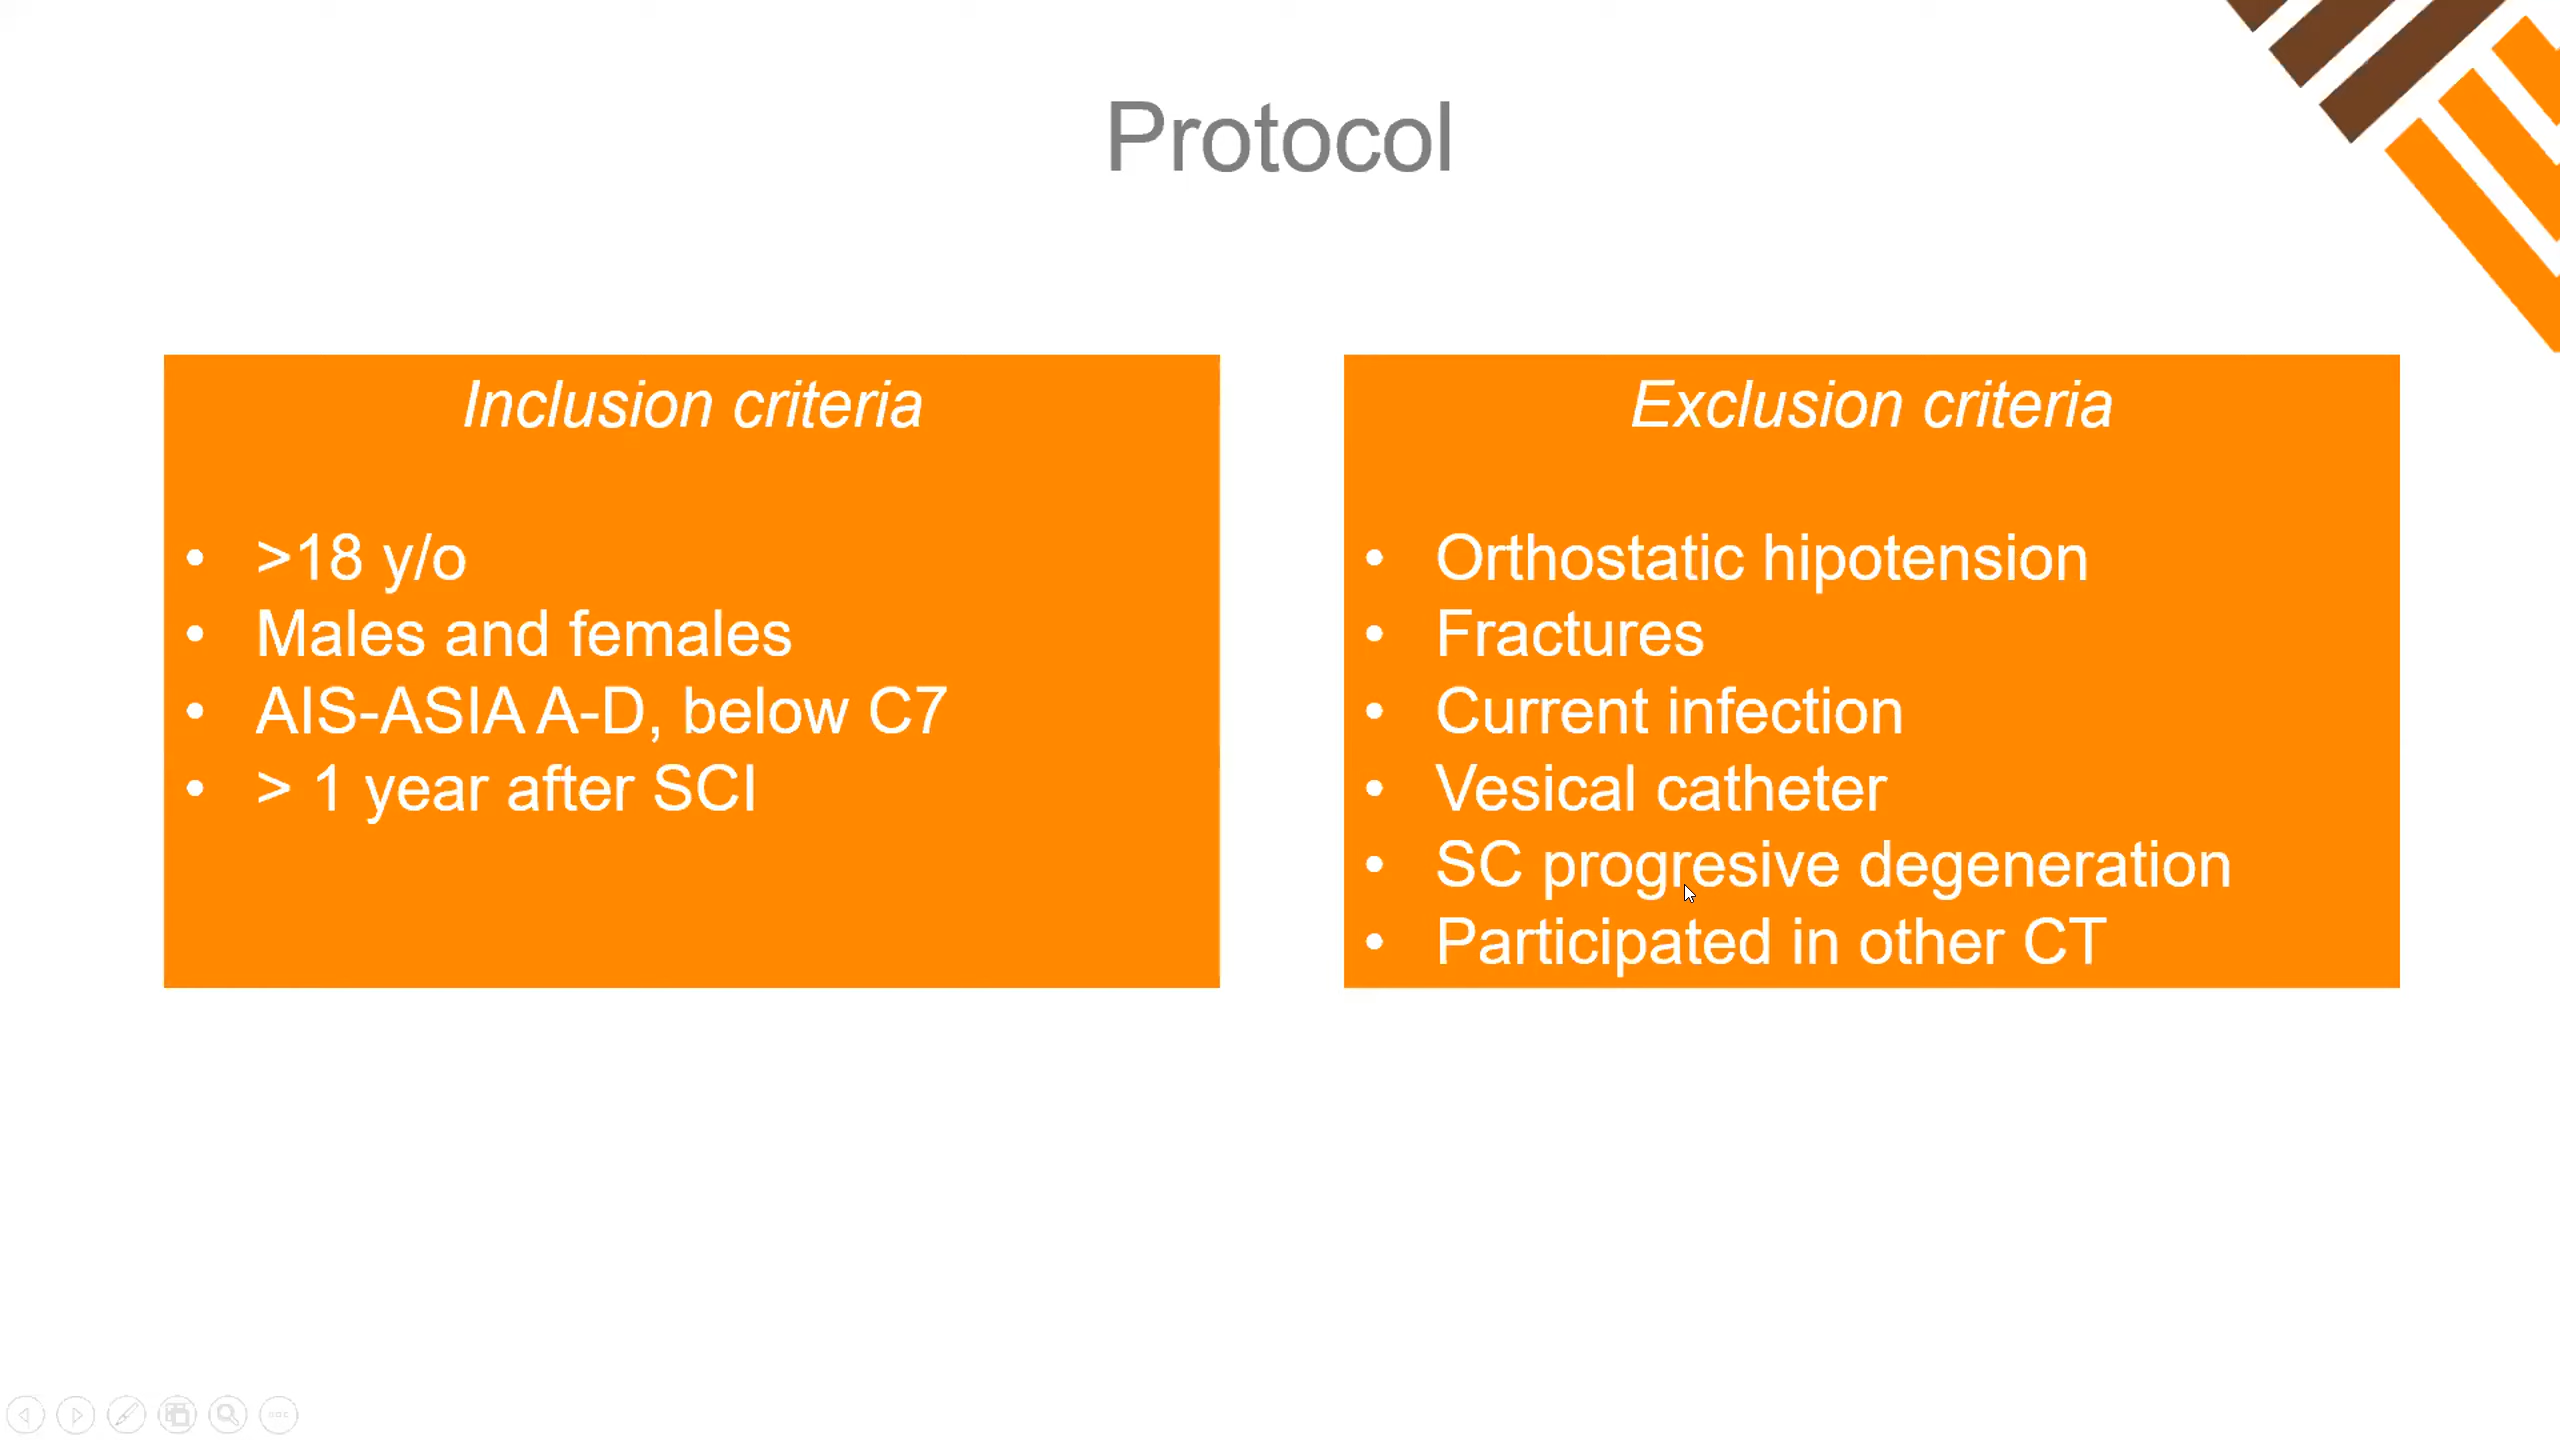 Protocol
Inclusion criteria
• >18 y/o
• Males and females
• AIS-ASIA A-D, below C7
• > 1 year after SCI
Exclusion criteria
• Orthostatic hipotension
• Fractures
• Current infection
• Vesical catheter
• SC progresive degeneration
• Participated in other CT